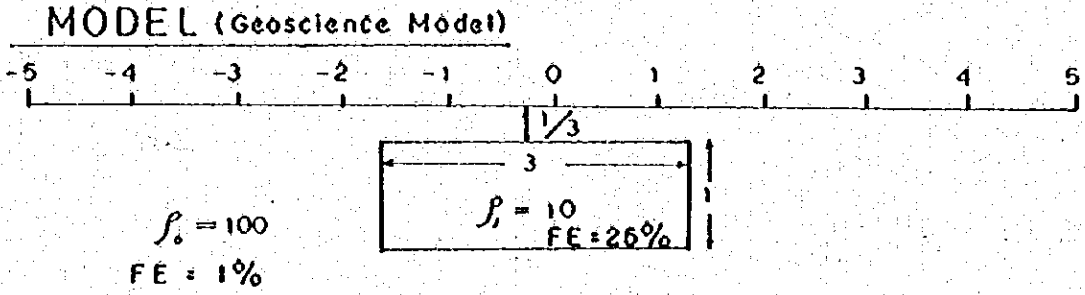 MODEL (Geoscience Model)
-5 -4 -3 -2 -1 0 1 2 3 4 5
1/3
3
1
ρ₀ = 100
ρ₁ = 10
FE = 26%
FE = 1%